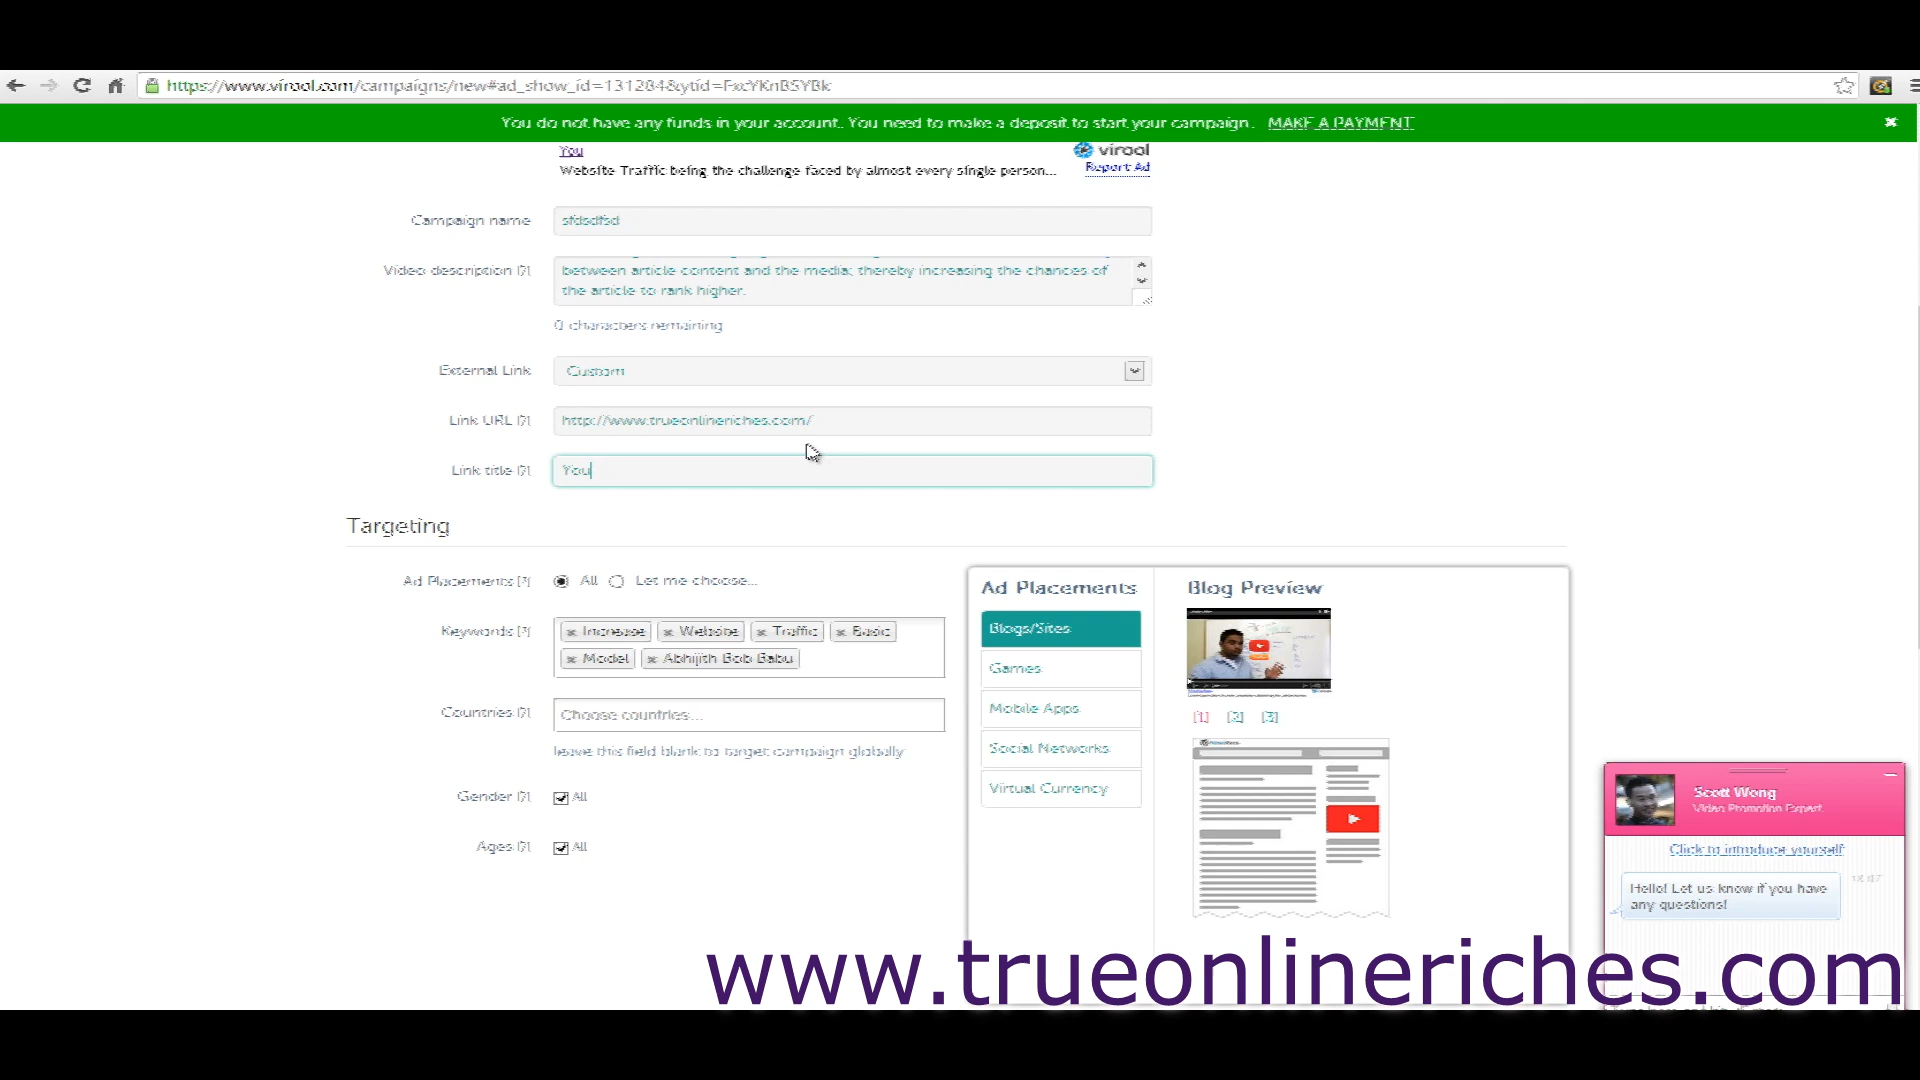 https://www.virool.com/campaigns/new#ad_show_id=131284&ytid=FxcYKnB5YBk
You do not have any funds in your account. You need to make a deposit to start your campaign. MAKE A PAYMENT
You
virool
Website Traffic being the challenge faced by almost every single person...
Report Ad
Campaign name
sfdsdfsd
Video description [?]
between article content and the media; thereby increasing the chances of
the article to rank higher.
0 characters remaining
External Link
Custom
Link URL [?]
http://www.trueonlineriches.com/
Link title [?]
You
Targeting
Ad Placements [?]
All
Let me choose...
Keywords [?]
Increase
Website
Traffic
Basic
Model
Abhijith Bob Babu
Countries [?]
Choose countries...
leave this field blank to target campaign globally
Gender [?]
All
Ages [?]
All
Ad Placements
Blogs/Sites
Games
Mobile Apps
Social Networks
Virtual Currency
Blog Preview
[1] [2] [3]
Scott Wong
Video Promotion Expert
Click to introduce yourself
Hello! Let us know if you have
any questions!
www.trueonlineriches.com